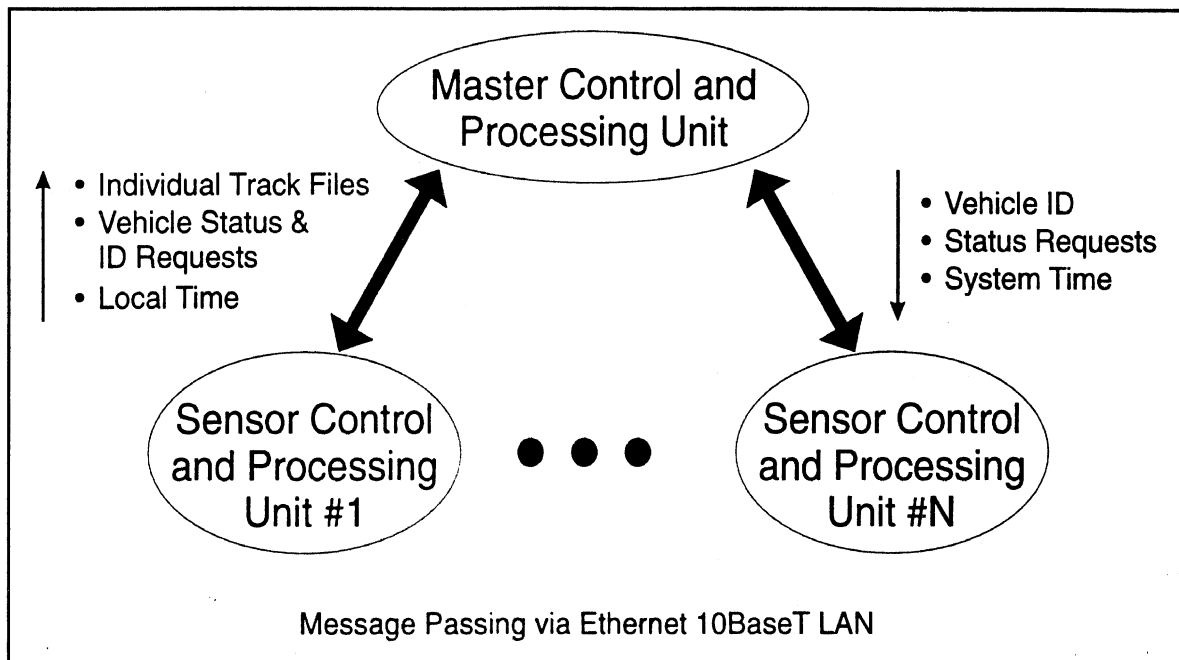 Master Control and
Processing Unit
• Individual Track Files
• Vehicle Status &
ID Requests
• Local Time
• Vehicle ID
• Status Requests
• System Time
Sensor Control
and Processing
Unit #1
Sensor Control
and Processing
Unit #N
Message Passing via Ethernet 10BaseT LAN